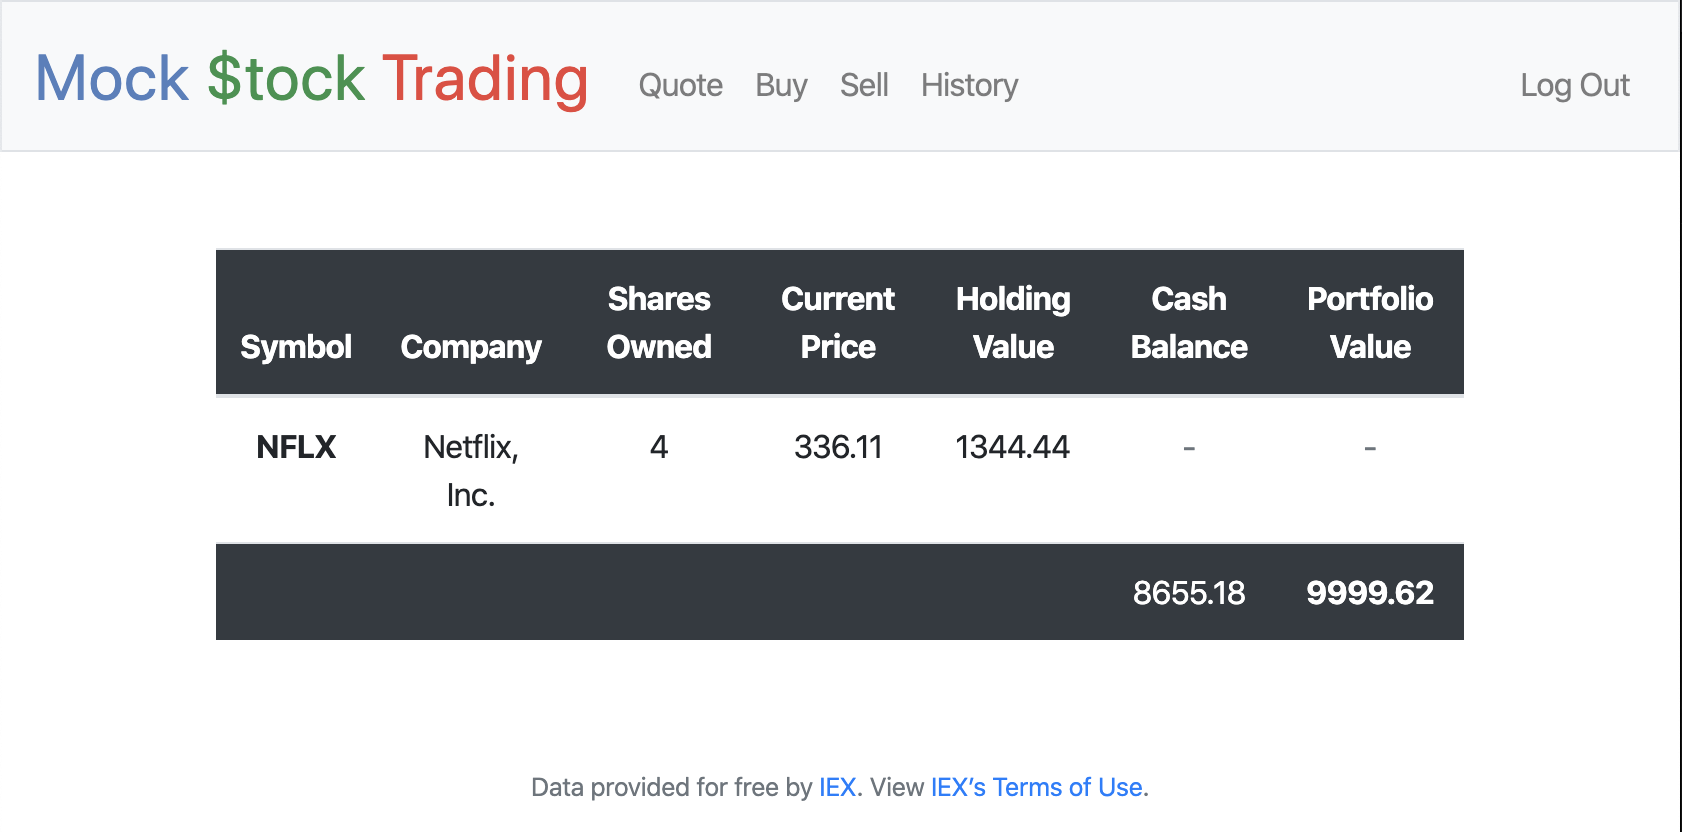 Mock $tock Trading Quote Buy Sell History Log Out
Symbol Company Shares Owned Current Price Holding Value Cash Balance Portfolio Value
NFLX Netflix, Inc. 4 336.11 1344.44 - -
8655.18 9999.62
Data provided for free by IEX. View IEX’s Terms of Use.